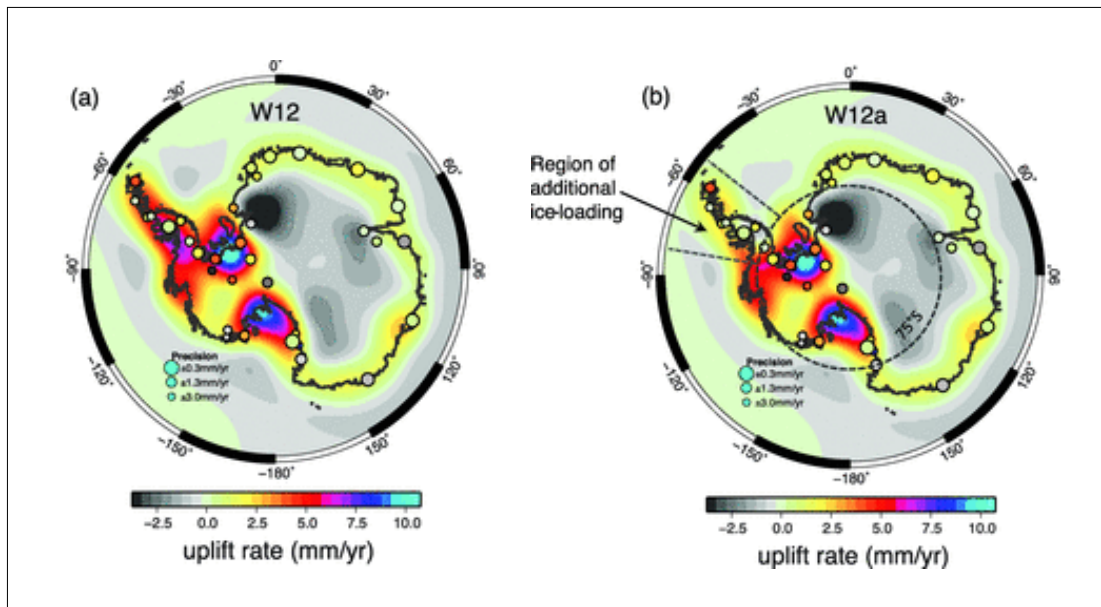 (a)
W12
0˚
30˚
60˚
90˚
120˚
150˚
-180˚
-150˚
-120˚
-90˚
-60˚
-30˚
Precision
±0.3mm/yr
±1.3mm/yr
±3.0mm/yr
-2.5 0.0 2.5 5.0 7.5 10.0
uplift rate (mm/yr)
(b)
W12a
0˚
30˚
60˚
90˚
120˚
150˚
-180˚
-150˚
-120˚
-90˚
-60˚
-30˚
Region of
additional
ice-loading
75°S
Precision
±0.3mm/yr
±1.3mm/yr
±3.0mm/yr
-2.5 0.0 2.5 5.0 7.5 10.0
uplift rate (mm/yr)